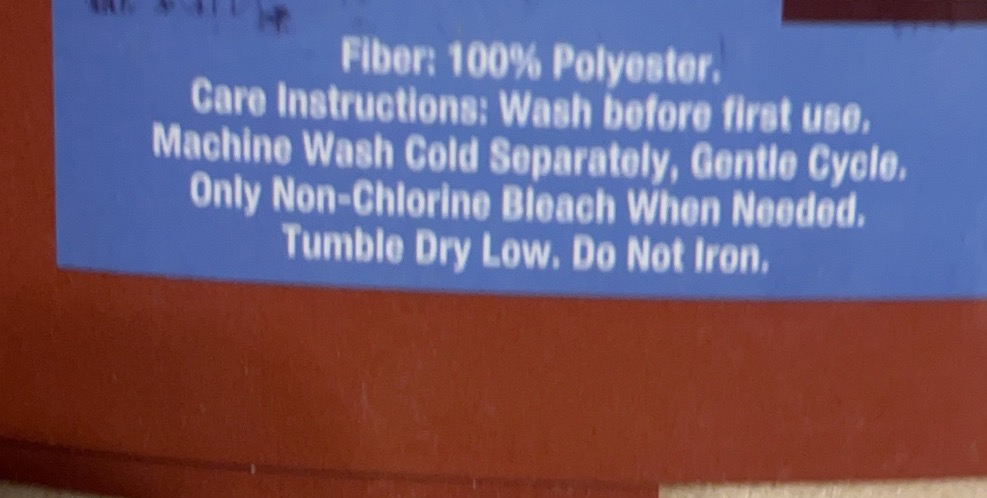 Fiber: 100% Polyester.
Care Instructions: Wash before first use.
Machine Wash Cold Separately, Gentle Cycle.
Only Non-Chlorine Bleach When Needed.
Tumble Dry Low. Do Not Iron.